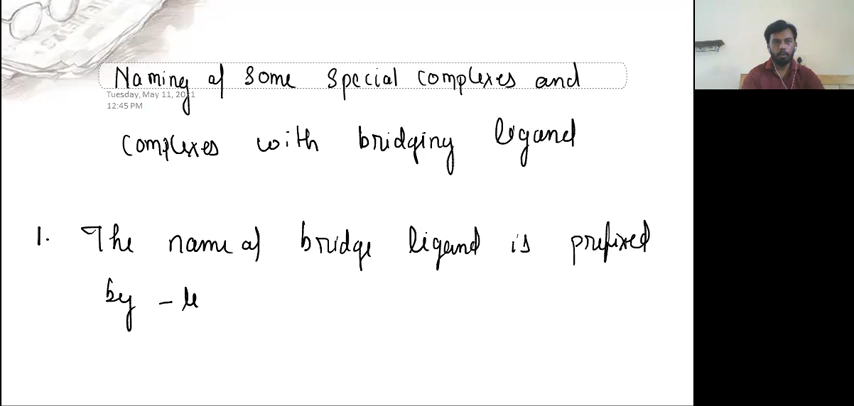 Naming of some special complexes and
Tuesday, May 11, 2021
12:45 PM
complexes with bridging ligand
1. The name of bridge ligand is prefixed
by - μ